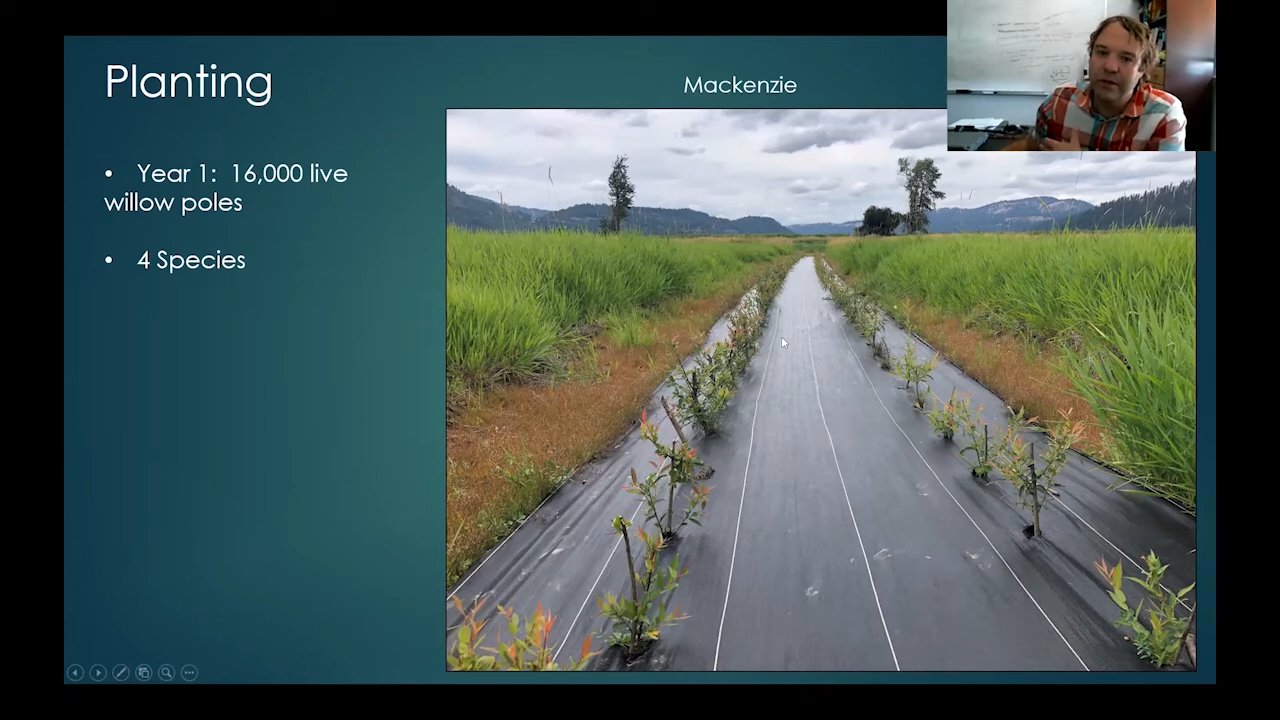 Planting
Mackenzie
• Year 1: 16,000 live
willow poles
• 4 Species